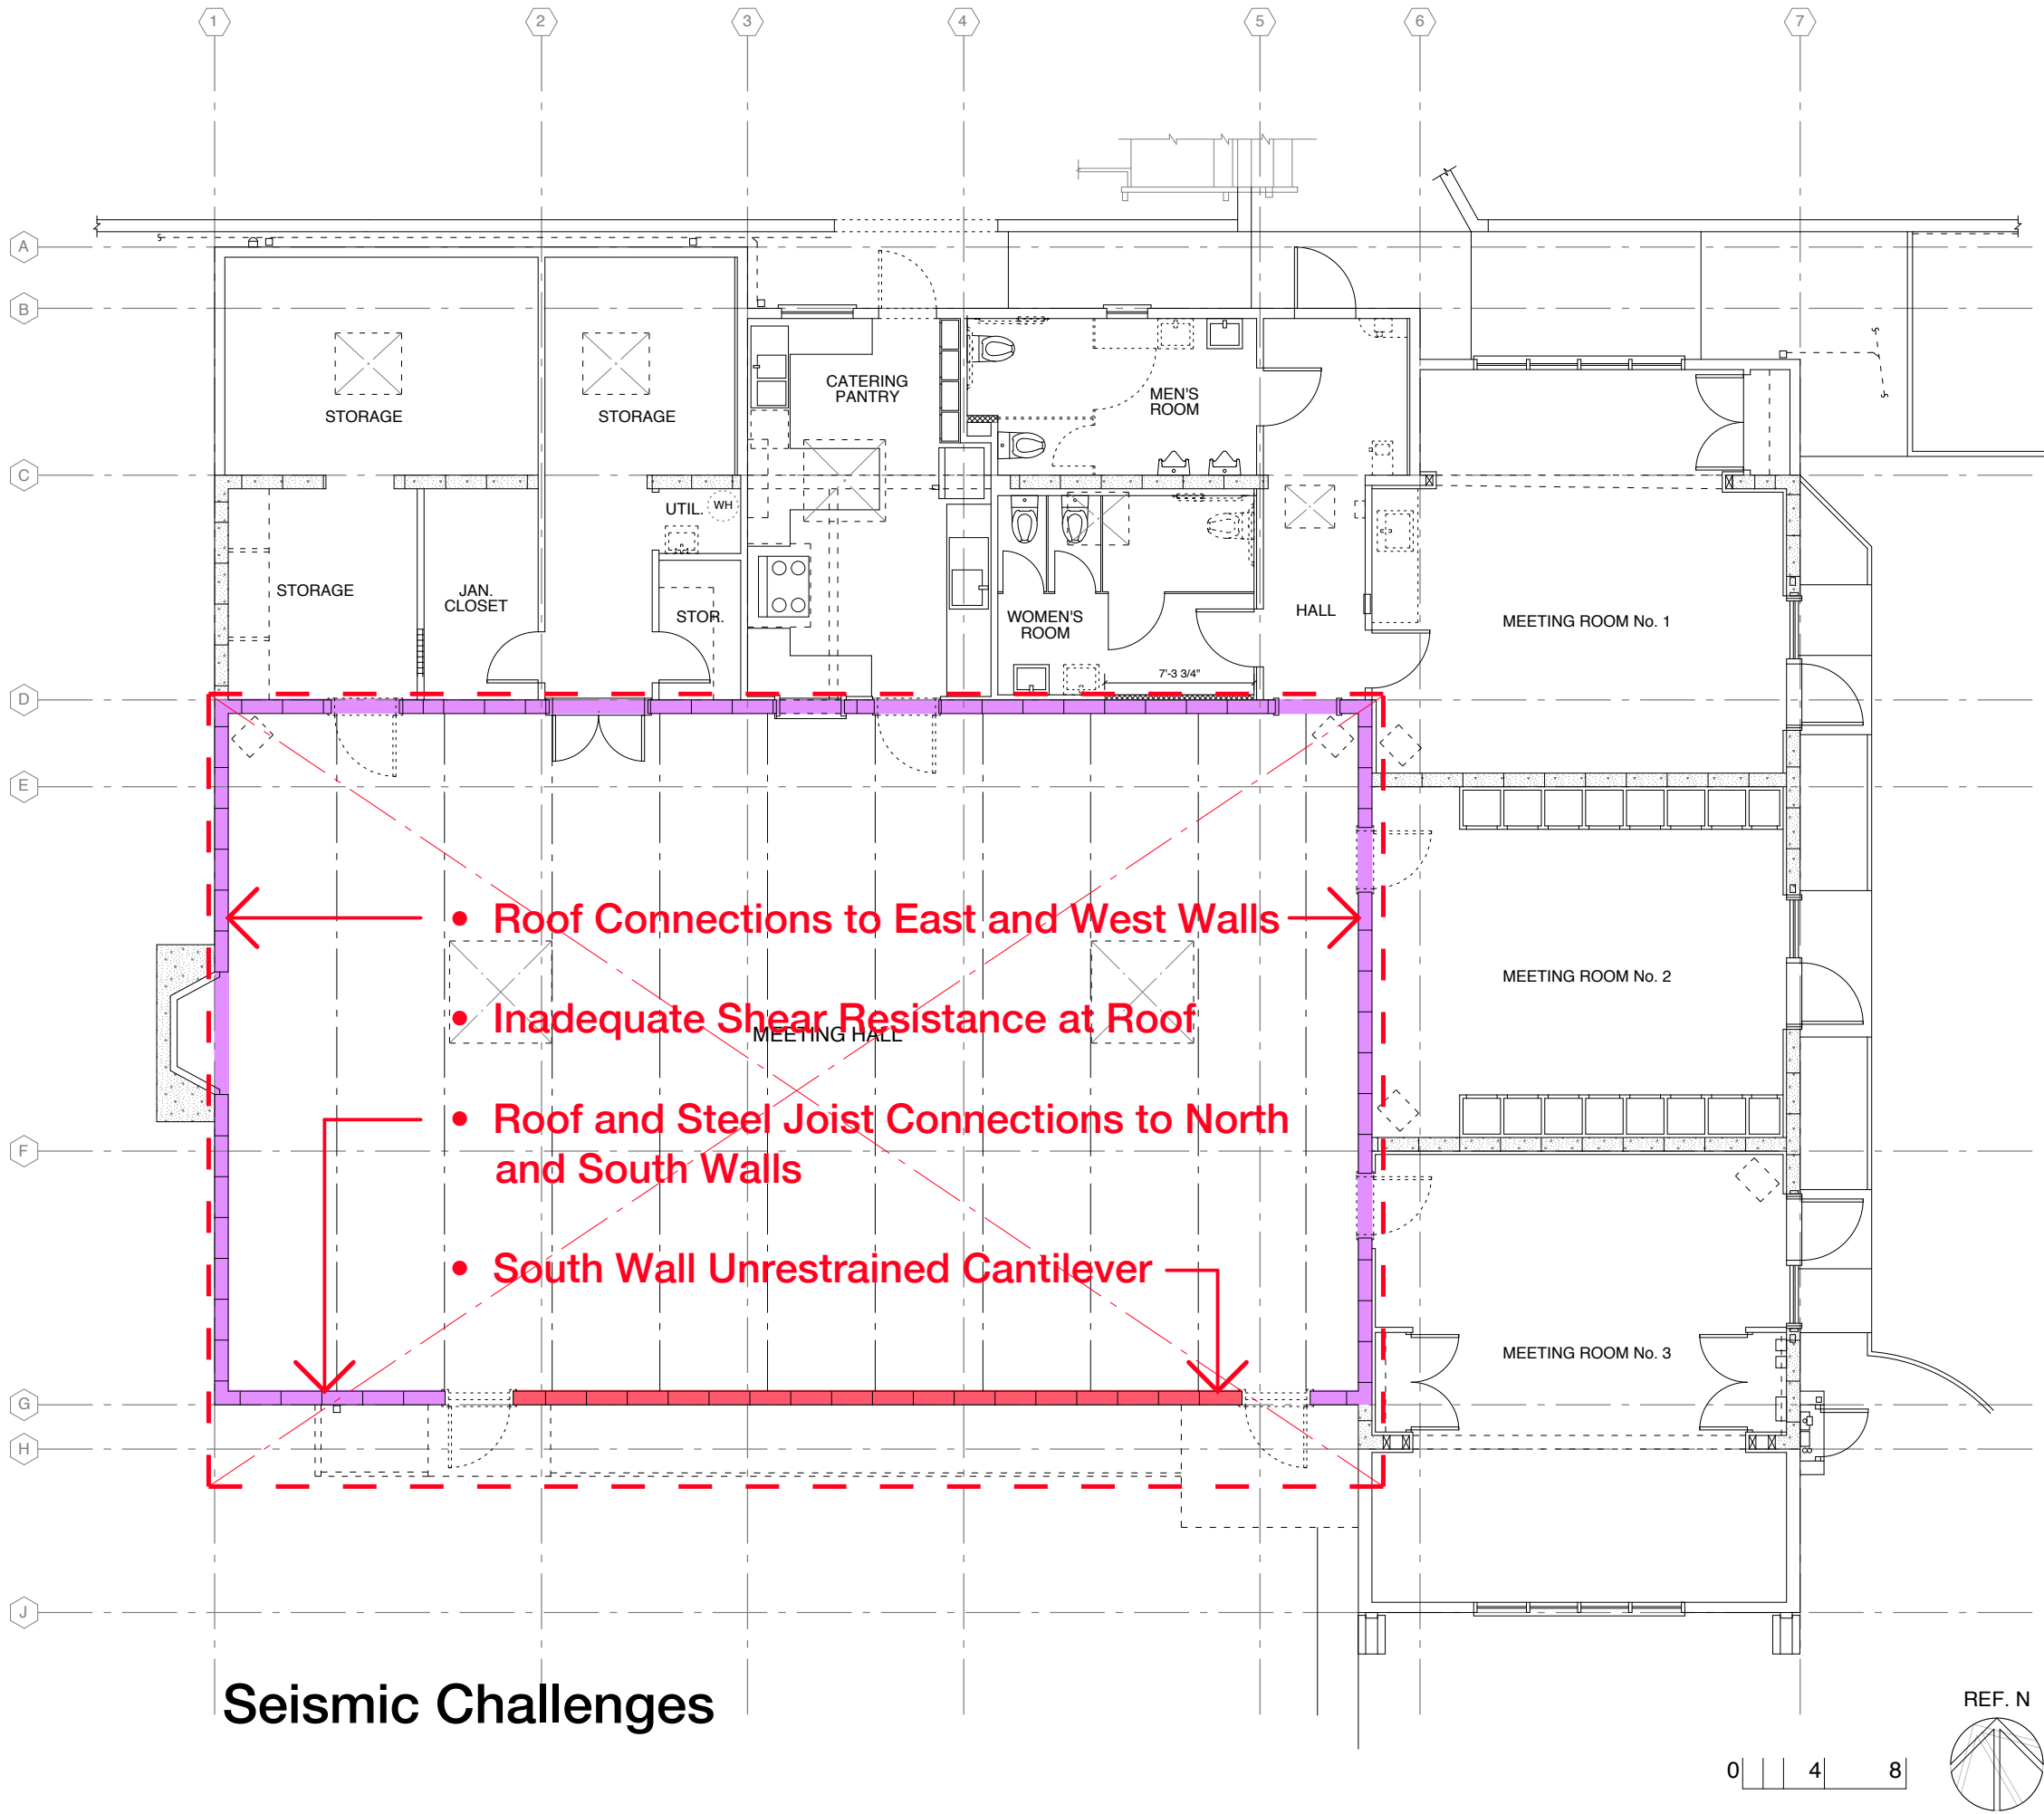 1 2 3 4 5 6 7
A
B
CATERING
PANTRY
MEN'S
ROOM
STORAGE
STORAGE
C
UTIL.
WH
STORAGE
JAN.
CLOSET
STOR.
WOMEN'S
ROOM
HALL
MEETING ROOM No. 1
7'-3 3/4"
D
E
• Roof Connections to East and West Walls
MEETING ROOM No. 2
• Inadequate Shear Resistance at Roof
MEETING HALL
• Roof and Steel Joist Connections to North
and South Walls
F
• South Wall Unrestrained Cantilever
MEETING ROOM No. 3
G
H
J
Seismic Challenges
REF. N
0 4 8